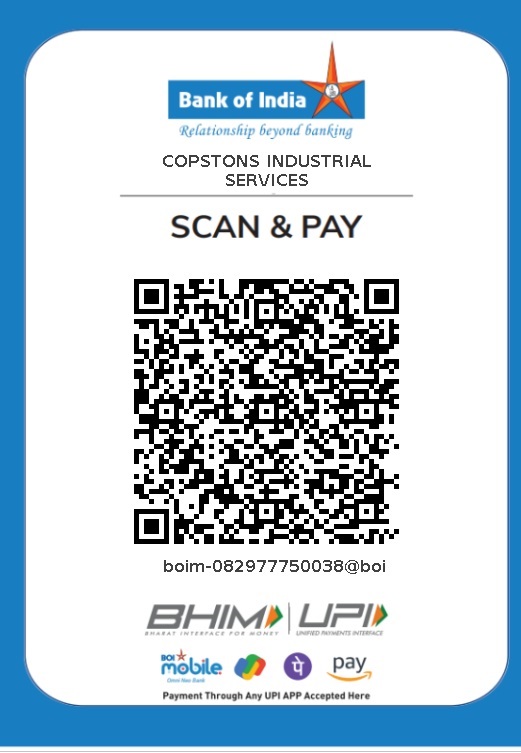 Bank of India
Relationship beyond banking
COPSTONS INDUSTRIAL
SERVICES
SCAN & PAY
boim-082977750038@boi
BHIM UPI
BHARAT INTERFACE FOR MONEY UNIFIED PAYMENTS INTERFACE
BOI
mobile pay
Omni Neo Bank
Payment Through Any UPI APP Accepted Here